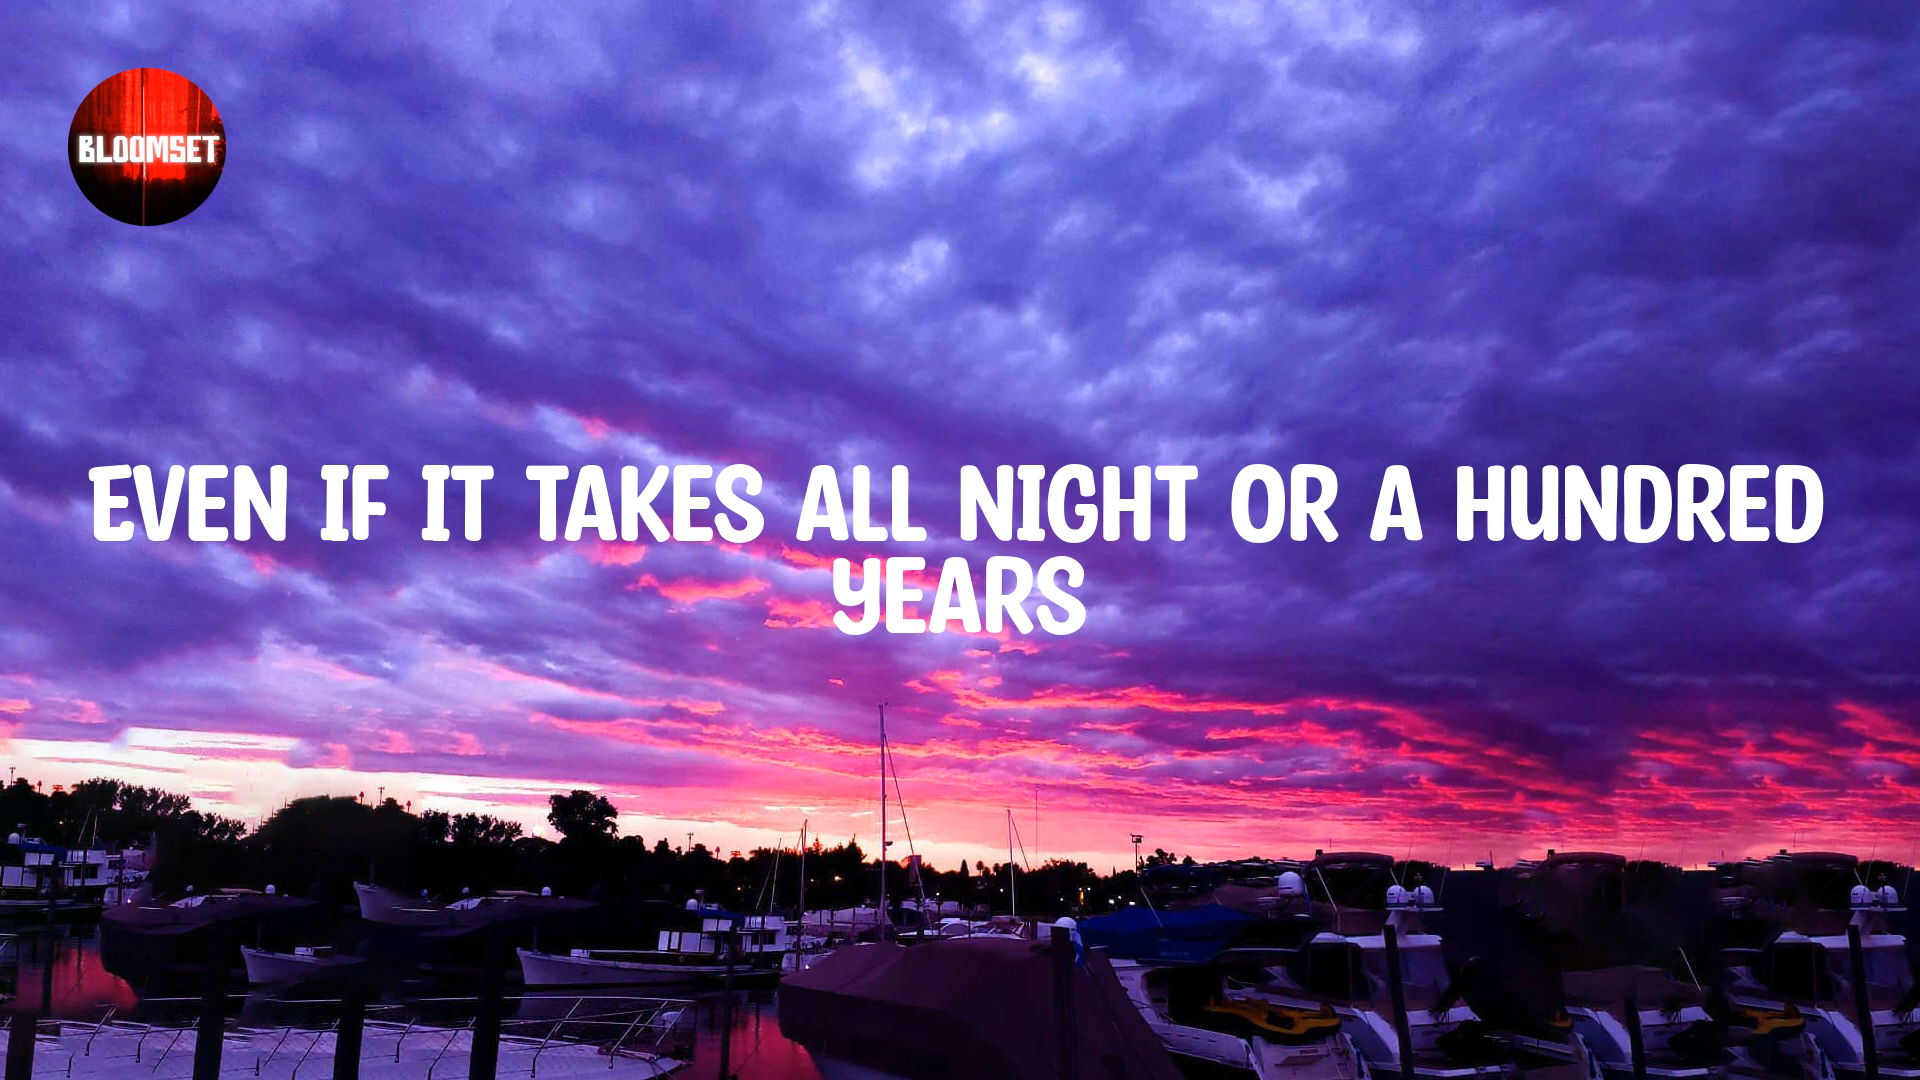 BLOOMSET
EVEN IF IT TAKES ALL NIGHT OR A HUNDRED
YEARS